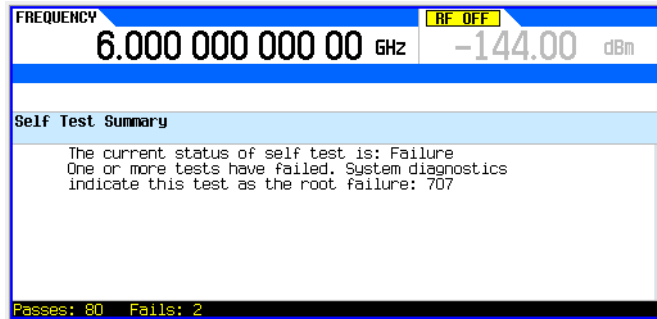 FREQUENCY
RF OFF
6.000 000 000 00 GHz
-144.00 dBm
Self Test Summary
The current status of self test is: Failure
One or more tests have failed. System diagnostics
indicate this test as the root failure: 707
Passes: 80 Fails: 2